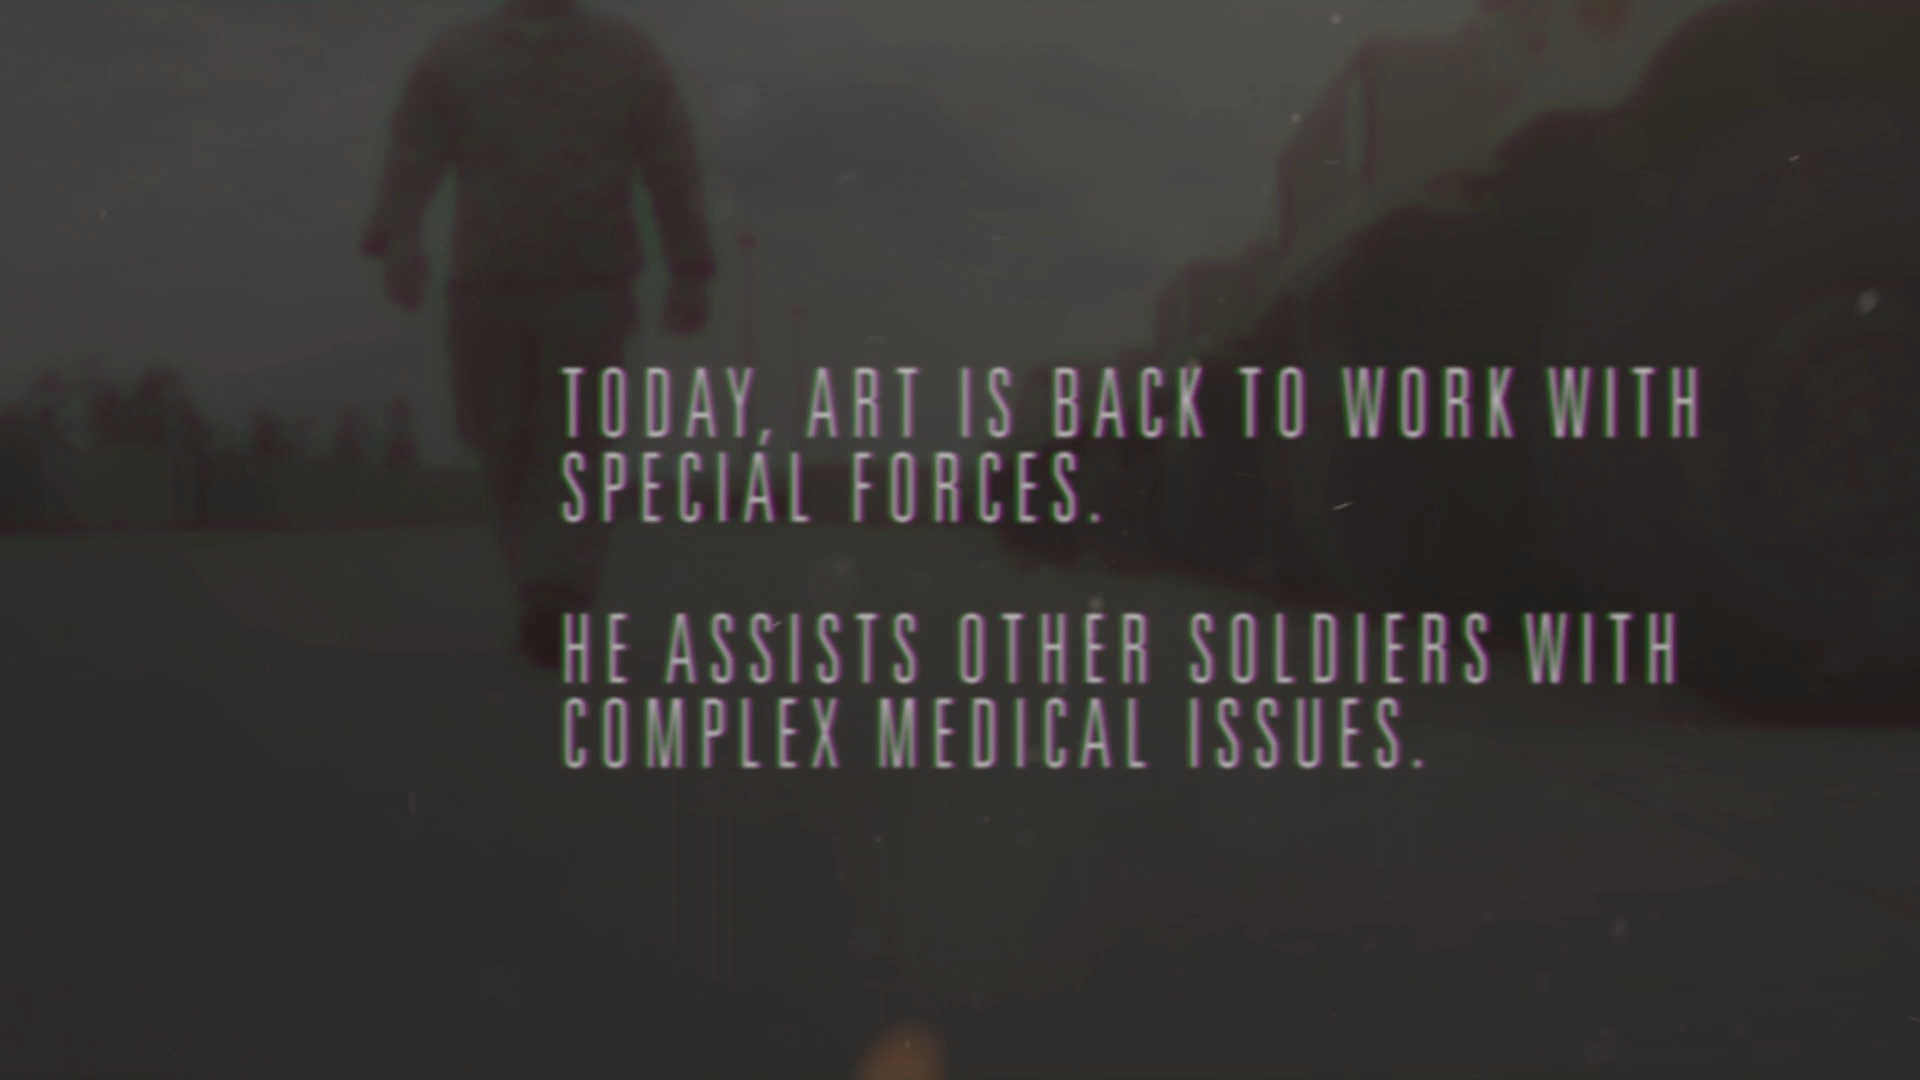 TODAY, ART IS BACK TO WORK WITH
SPECIAL FORCES.
HE ASSISTS OTHER SOLDIERS WITH
COMPLEX MEDICAL ISSUES.